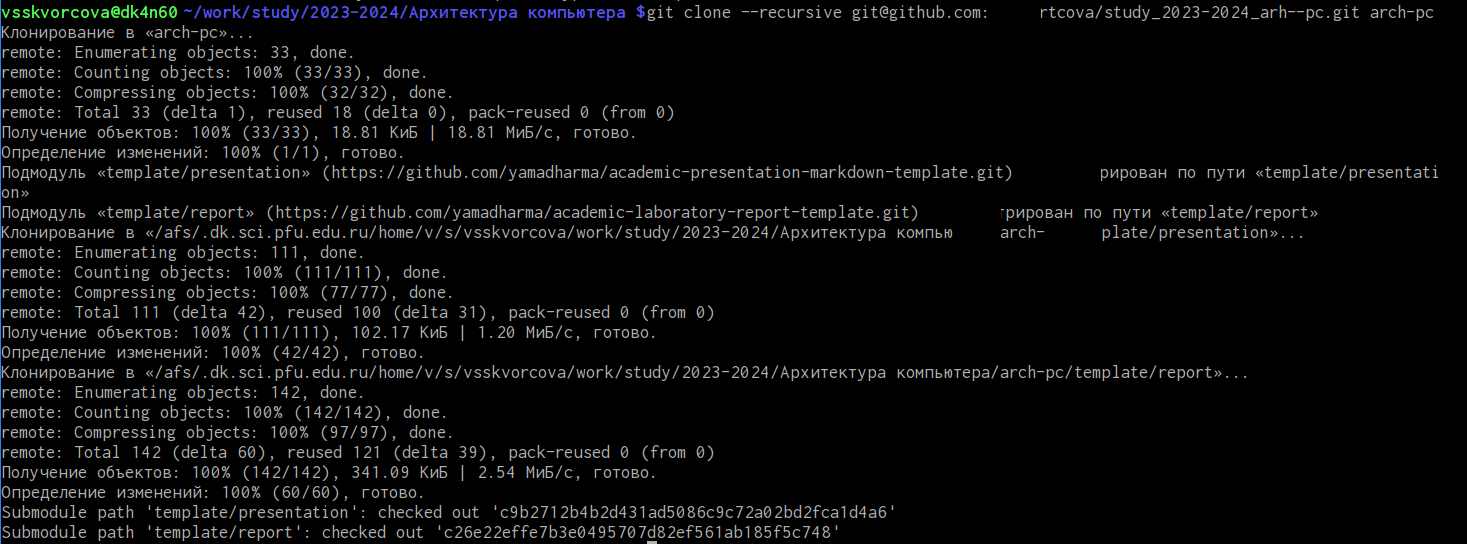 vsskvorcova@dk4n60 ~/work/study/2023-2024/Архитектура компьютера $ git clone --recursive git@github.com: rtcova/study_2023-2024_arh--pc.git arch-pc
Клонирование в «arch-pc»...
remote: Enumerating objects: 33, done.
remote: Counting objects: 100% (33/33), done.
remote: Compressing objects: 100% (32/32), done.
remote: Total 33 (delta 1), reused 18 (delta 0), pack-reused 0 (from 0)
Получение объектов: 100% (33/33), 18.81 КиБ | 18.81 МиБ/с, готово.
Определение изменений: 100% (1/1), готово.
Подмодуль «template/presentation» (https://github.com/yamadharma/academic-presentation-markdown-template.git) рирован по пути «template/presentati
on»
Подмодуль «template/report» (https://github.com/yamadharma/academic-laboratory-report-template.git) трирован по пути «template/report»
Клонирование в «/afs/.dk.sci.pfu.edu.ru/home/v/s/vsskvorcova/work/study/2023-2024/Архитектура компью arch- plate/presentation»...
remote: Enumerating objects: 111, done.
remote: Counting objects: 100% (111/111), done.
remote: Compressing objects: 100% (77/77), done.
remote: Total 111 (delta 42), reused 100 (delta 31), pack-reused 0 (from 0)
Получение объектов: 100% (111/111), 102.17 КиБ | 1.20 МиБ/с, готово.
Определение изменений: 100% (42/42), готово.
Клонирование в «/afs/.dk.sci.pfu.edu.ru/home/v/s/vsskvorcova/work/study/2023-2024/Архитектура компьютера/arch-pc/template/report»...
remote: Enumerating objects: 142, done.
remote: Counting objects: 100% (142/142), done.
remote: Compressing objects: 100% (97/97), done.
remote: Total 142 (delta 60), reused 121 (delta 39), pack-reused 0 (from 0)
Получение объектов: 100% (142/142), 341.09 КиБ | 2.54 МиБ/с, готово.
Определение изменений: 100% (60/60), готово.
Submodule path 'template/presentation': checked out 'c9b2712b4b2d431ad5086c9c72a02bd2fca1d4a6'
Submodule path 'template/report': checked out 'c26e22effe7b3e0495707d82ef561ab185f5c748'